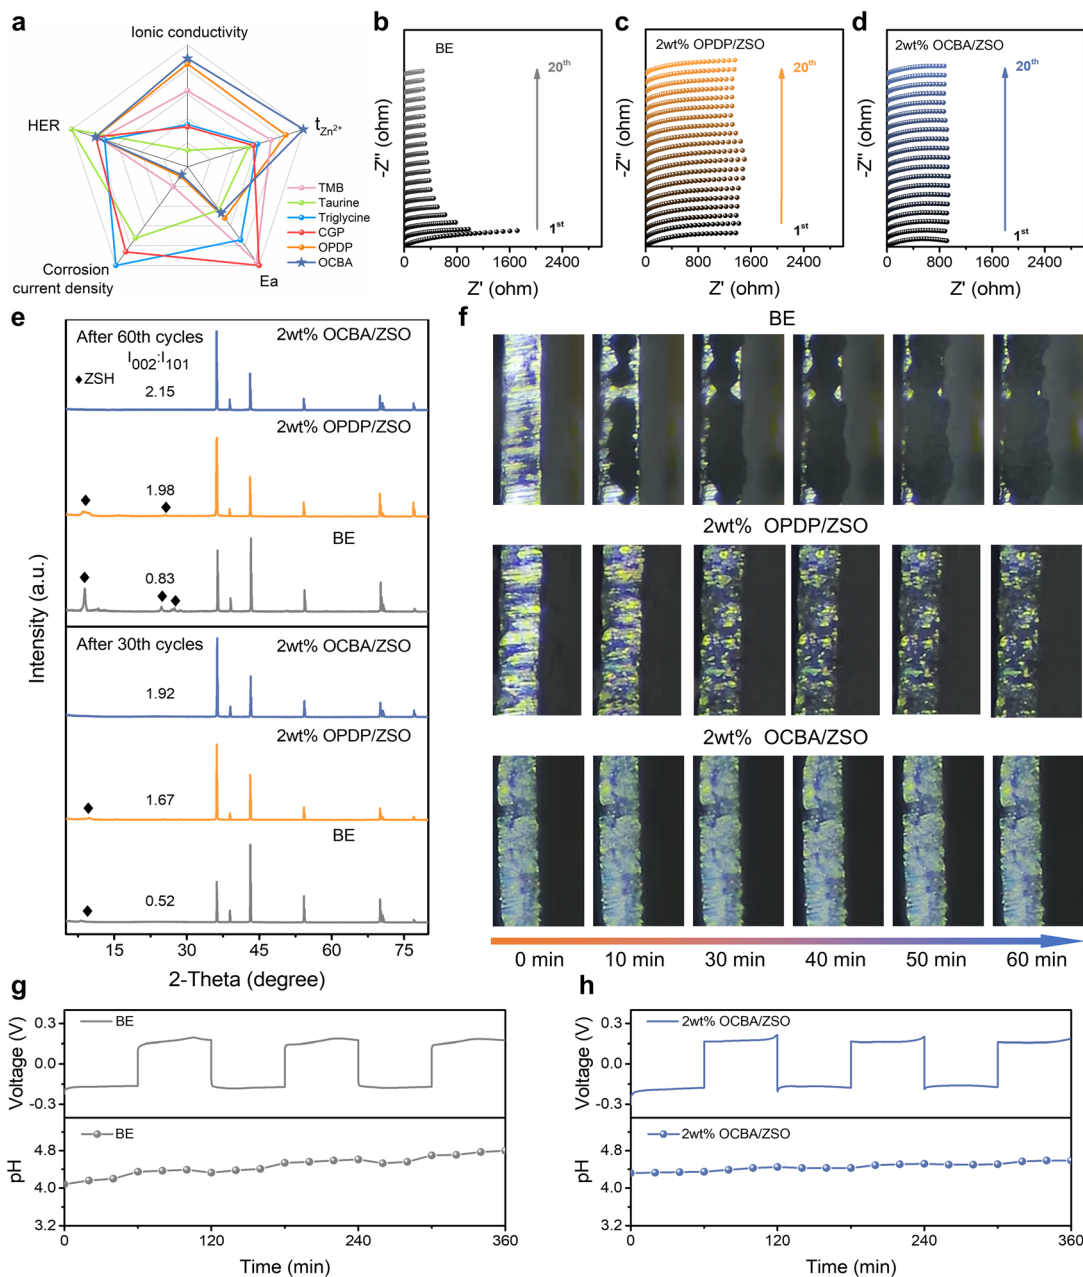 a
Ionic conductivity
HER
t Zn²⁺
TMB
Taurine
Triglycine
CGP
OPDP
OCBA
Corrosion
current density
Ea
b
BE
20th
1st
-Z'' (ohm)
0 800 1600 2400
Z' (ohm)
c
2wt% OPDP/ZSO
20th
1st
-Z'' (ohm)
0 800 1600 2400
Z' (ohm)
d
2wt% OCBA/ZSO
20th
1st
-Z'' (ohm)
0 800 1600 2400
Z' (ohm)
e
After 60th cycles
2wt% OCBA/ZSO
I002:I101
◆ZSH
2.15
2wt% OPDP/ZSO
1.98
BE
0.83
After 30th cycles
2wt% OCBA/ZSO
1.92
2wt% OPDP/ZSO
1.67
BE
0.52
Intensity (a.u.)
15 30 45 60 75
2-Theta (degree)
f
BE
2wt% OPDP/ZSO
2wt% OCBA/ZSO
0 min 10 min 30 min 40 min 50 min 60 min
g
0.3
0.0
-0.3
Voltage (V)
BE
4.8
4.0
3.2
pH
BE
0 120 240 360
Time (min)
h
0.3
0.0
-0.3
Voltage (V)
2wt% OCBA/ZSO
4.8
4.0
3.2
pH
2wt% OCBA/ZSO
0 120 240 360
Time (min)